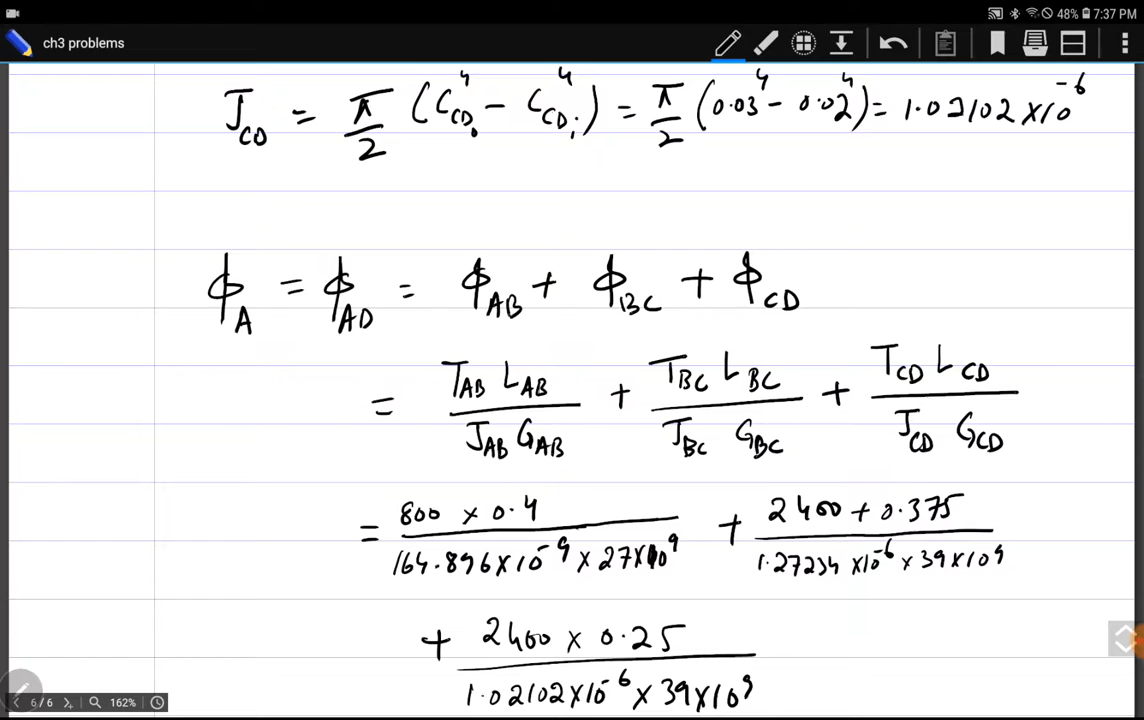 48% 7:37 PM
ch3 problems
J_CD = π/2 (C_CDo^4 − C_CDi^4) = π/2 (0.03^4 − 0.02^4) = 1.02102 × 10^-6
ϕ_A = ϕ_AD = ϕ_AB + ϕ_BC + ϕ_CD
= T_AB L_AB / J_AB G_AB + T_BC L_BC / J_BC G_BC + T_CD L_CD / J_CD G_CD
= 800 × 0.4 / 164.896 × 10^-9 × 27 × 10^9 + 2400 + 0.375 / 1.27234 × 10^-6 × 39 × 10^9
+ 2400 × 0.25 / 1.02102 × 10^-6 × 39 × 10^9
6 / 6 162%